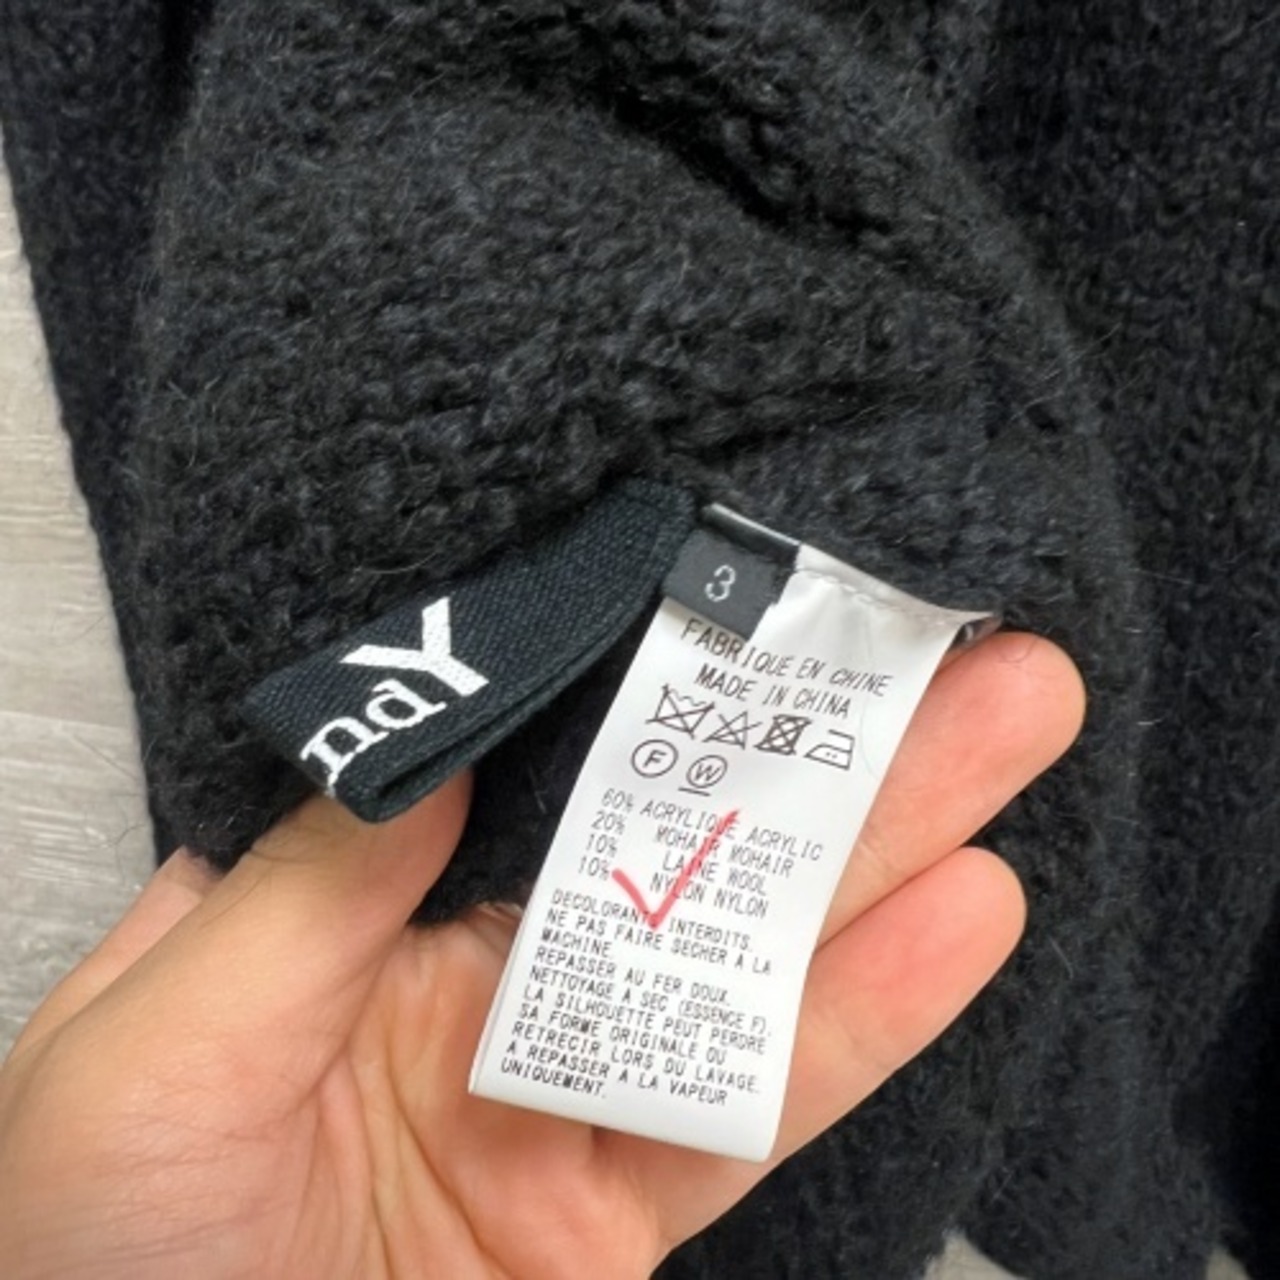 ndY
3
FABRIQUE EN CHINE
MADE IN CHINA
F W
60% ACRYLIQUE ACRYLIC
20% MOHAIR MOHAIR
10% LAINE WOOL
10% NYLON NYLON
DECOLORANTS INTERDITS.
NE PAS FAIRE SECHER A LA
MACHINE.
REPASSER AU FER DOUX.
NETTOYAGE A SEC (ESSENCE F).
LA SILHOUETTE PEUT PERDRE
SA FORME ORIGINALE OU
RETRECIR LORS DU LAVAGE.
A REPASSER A LA VAPEUR
UNIQUEMENT.